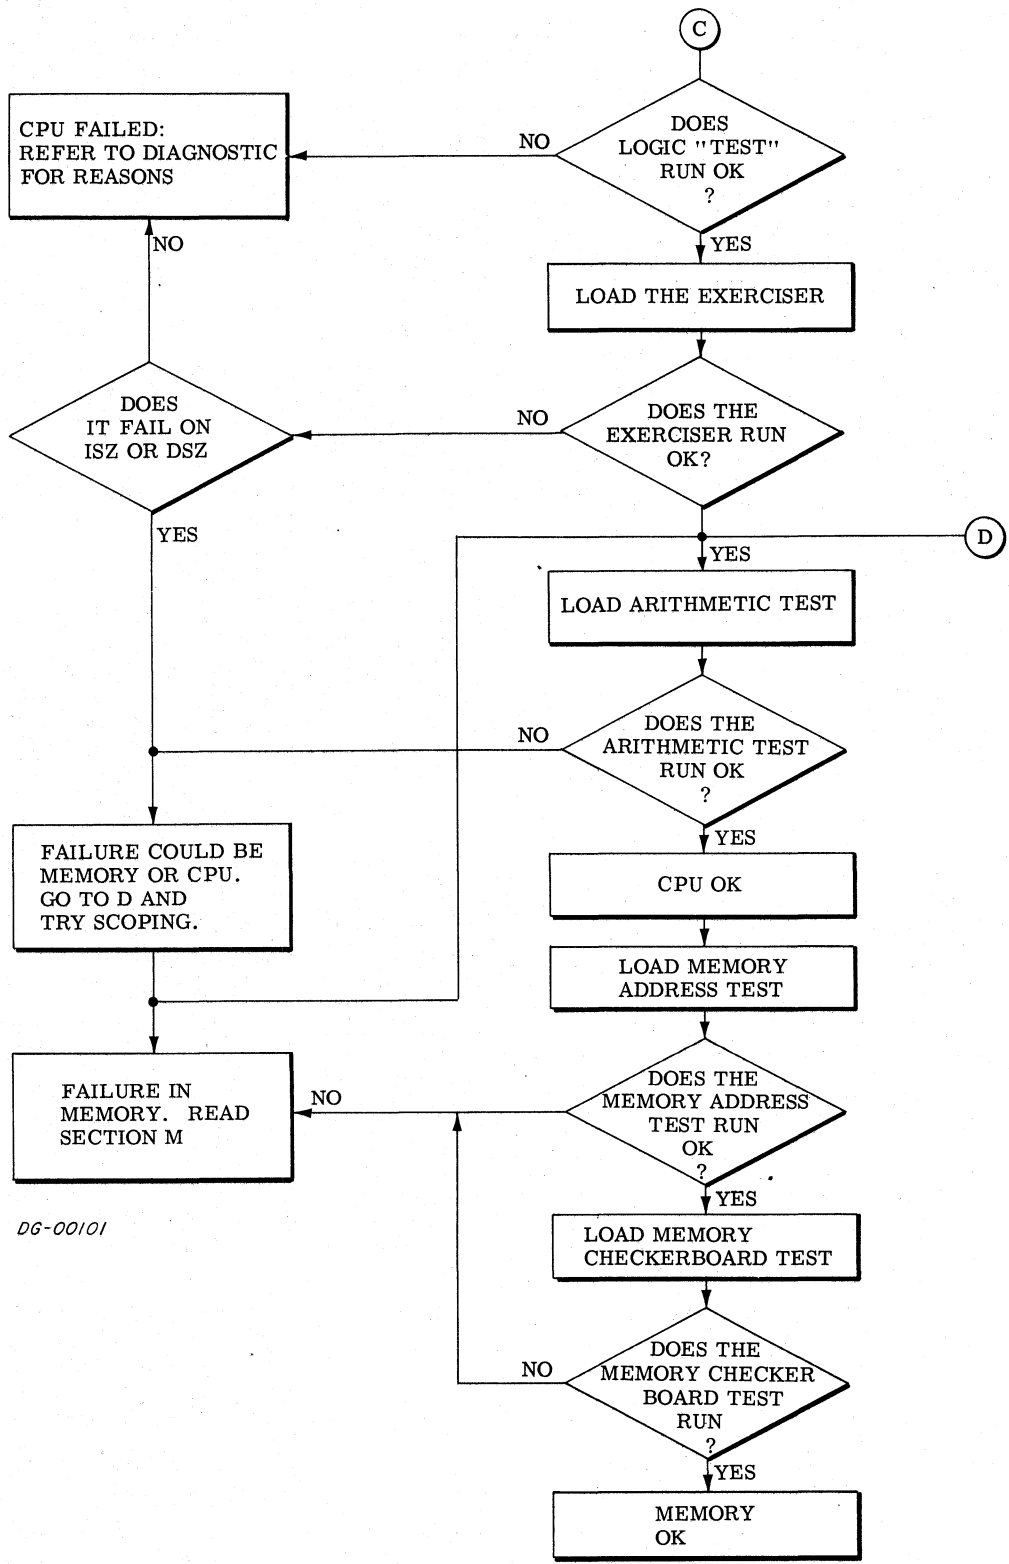 C
DOES
LOGIC "TEST"
RUN OK
?
NO
CPU FAILED:
REFER TO DIAGNOSTIC
FOR REASONS
YES
NO
LOAD THE EXERCISER
DOES THE
EXERCISER RUN
OK?
NO
DOES
IT FAIL ON
ISZ OR DSZ
YES
D
YES
LOAD ARITHMETIC TEST
DOES THE
ARITHMETIC TEST
RUN OK
?
NO
YES
FAILURE COULD BE
MEMORY OR CPU.
GO TO D AND
TRY SCOPING.
CPU OK
LOAD MEMORY
ADDRESS TEST
DOES THE
MEMORY ADDRESS
TEST RUN
OK
?
NO
FAILURE IN
MEMORY. READ
SECTION M
YES
DG-00101
LOAD MEMORY
CHECKERBOARD TEST
DOES THE
MEMORY CHECKER
BOARD TEST
RUN
?
NO
YES
MEMORY
OK